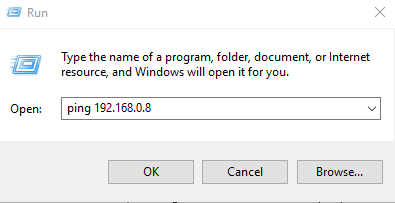 Run
Type the name of a program, folder, document, or Internet
resource, and Windows will open it for you.
Open: ping 192.168.0.8
OK Cancel Browse...